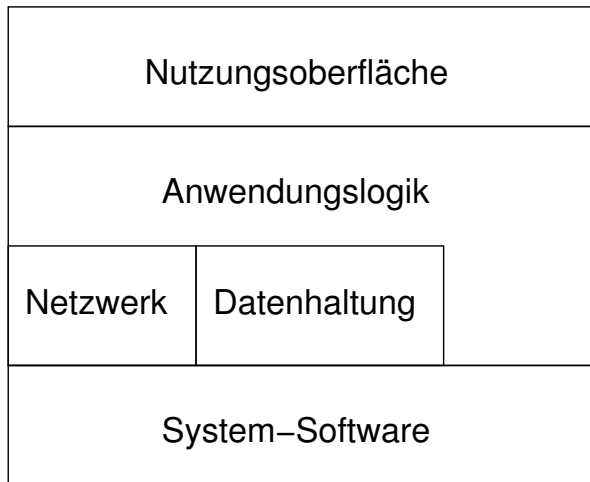 Nutzungsoberfläche
Anwendungslogik
Netzwerk Datenhaltung
System−Software